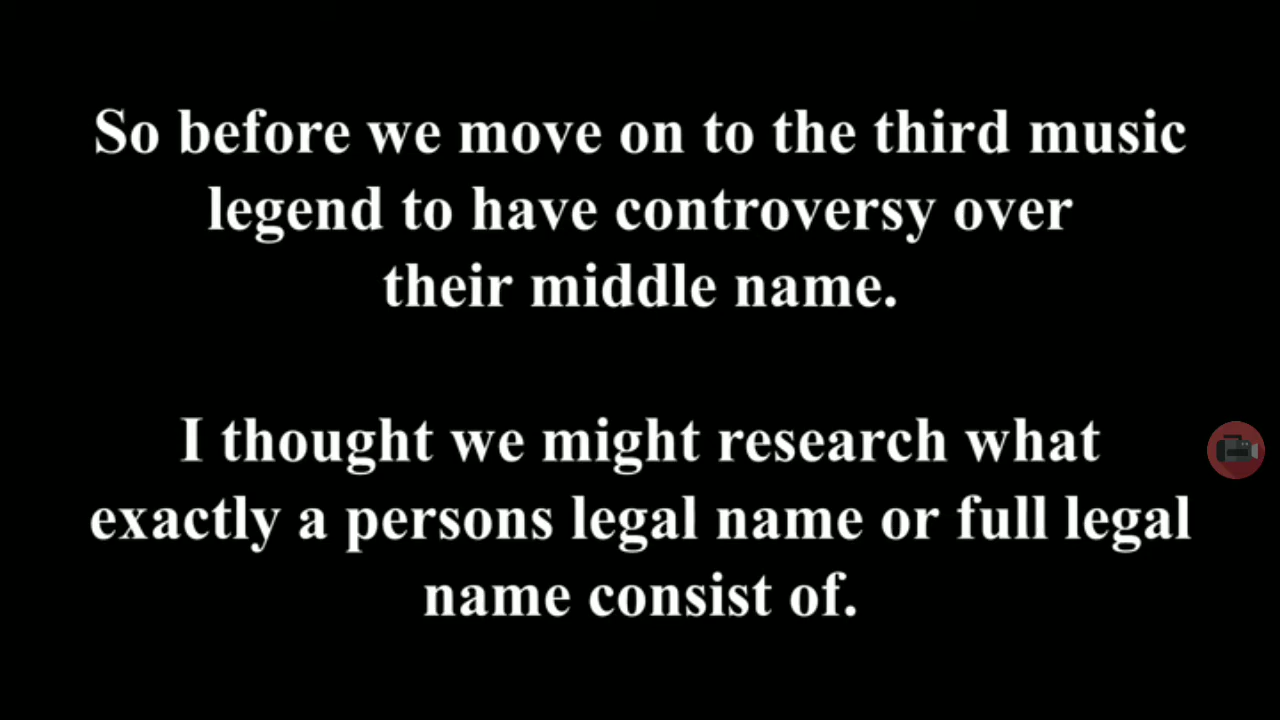 So before we move on to the third music
legend to have controversy over
their middle name.
I thought we might research what
exactly a persons legal name or full legal
name consist of.